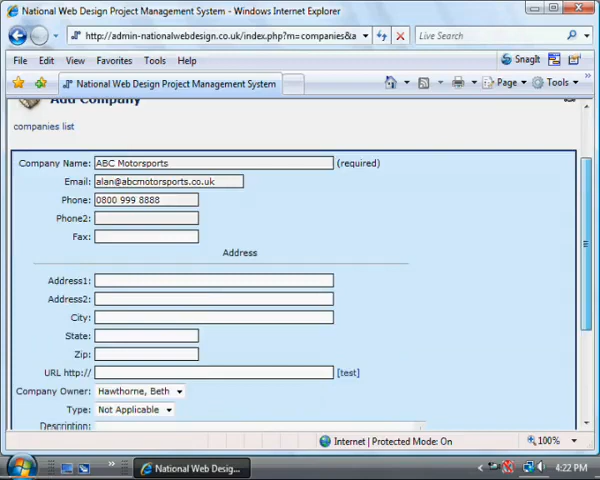 National Web Design Project Management System - Windows Internet Explorer
http://admin-nationalwebdesign.co.uk/index.php?m=companies&a
Live Search
File Edit View Favorites Tools Help
SnagIt
National Web Design Project Management System
Page Tools
Add Company
companies list
Company Name: ABC Motorsports (required)
Email: alan@abcmotorsports.co.uk
Phone: 0800 999 8888
Phone2:
Fax:
Address
Address1:
Address2:
City:
State:
Zip:
URL http:// [test]
Company Owner: Hawthorne, Beth
Type: Not Applicable
Description:
Internet | Protected Mode: On 100%
National Web Desig... 4:22 PM